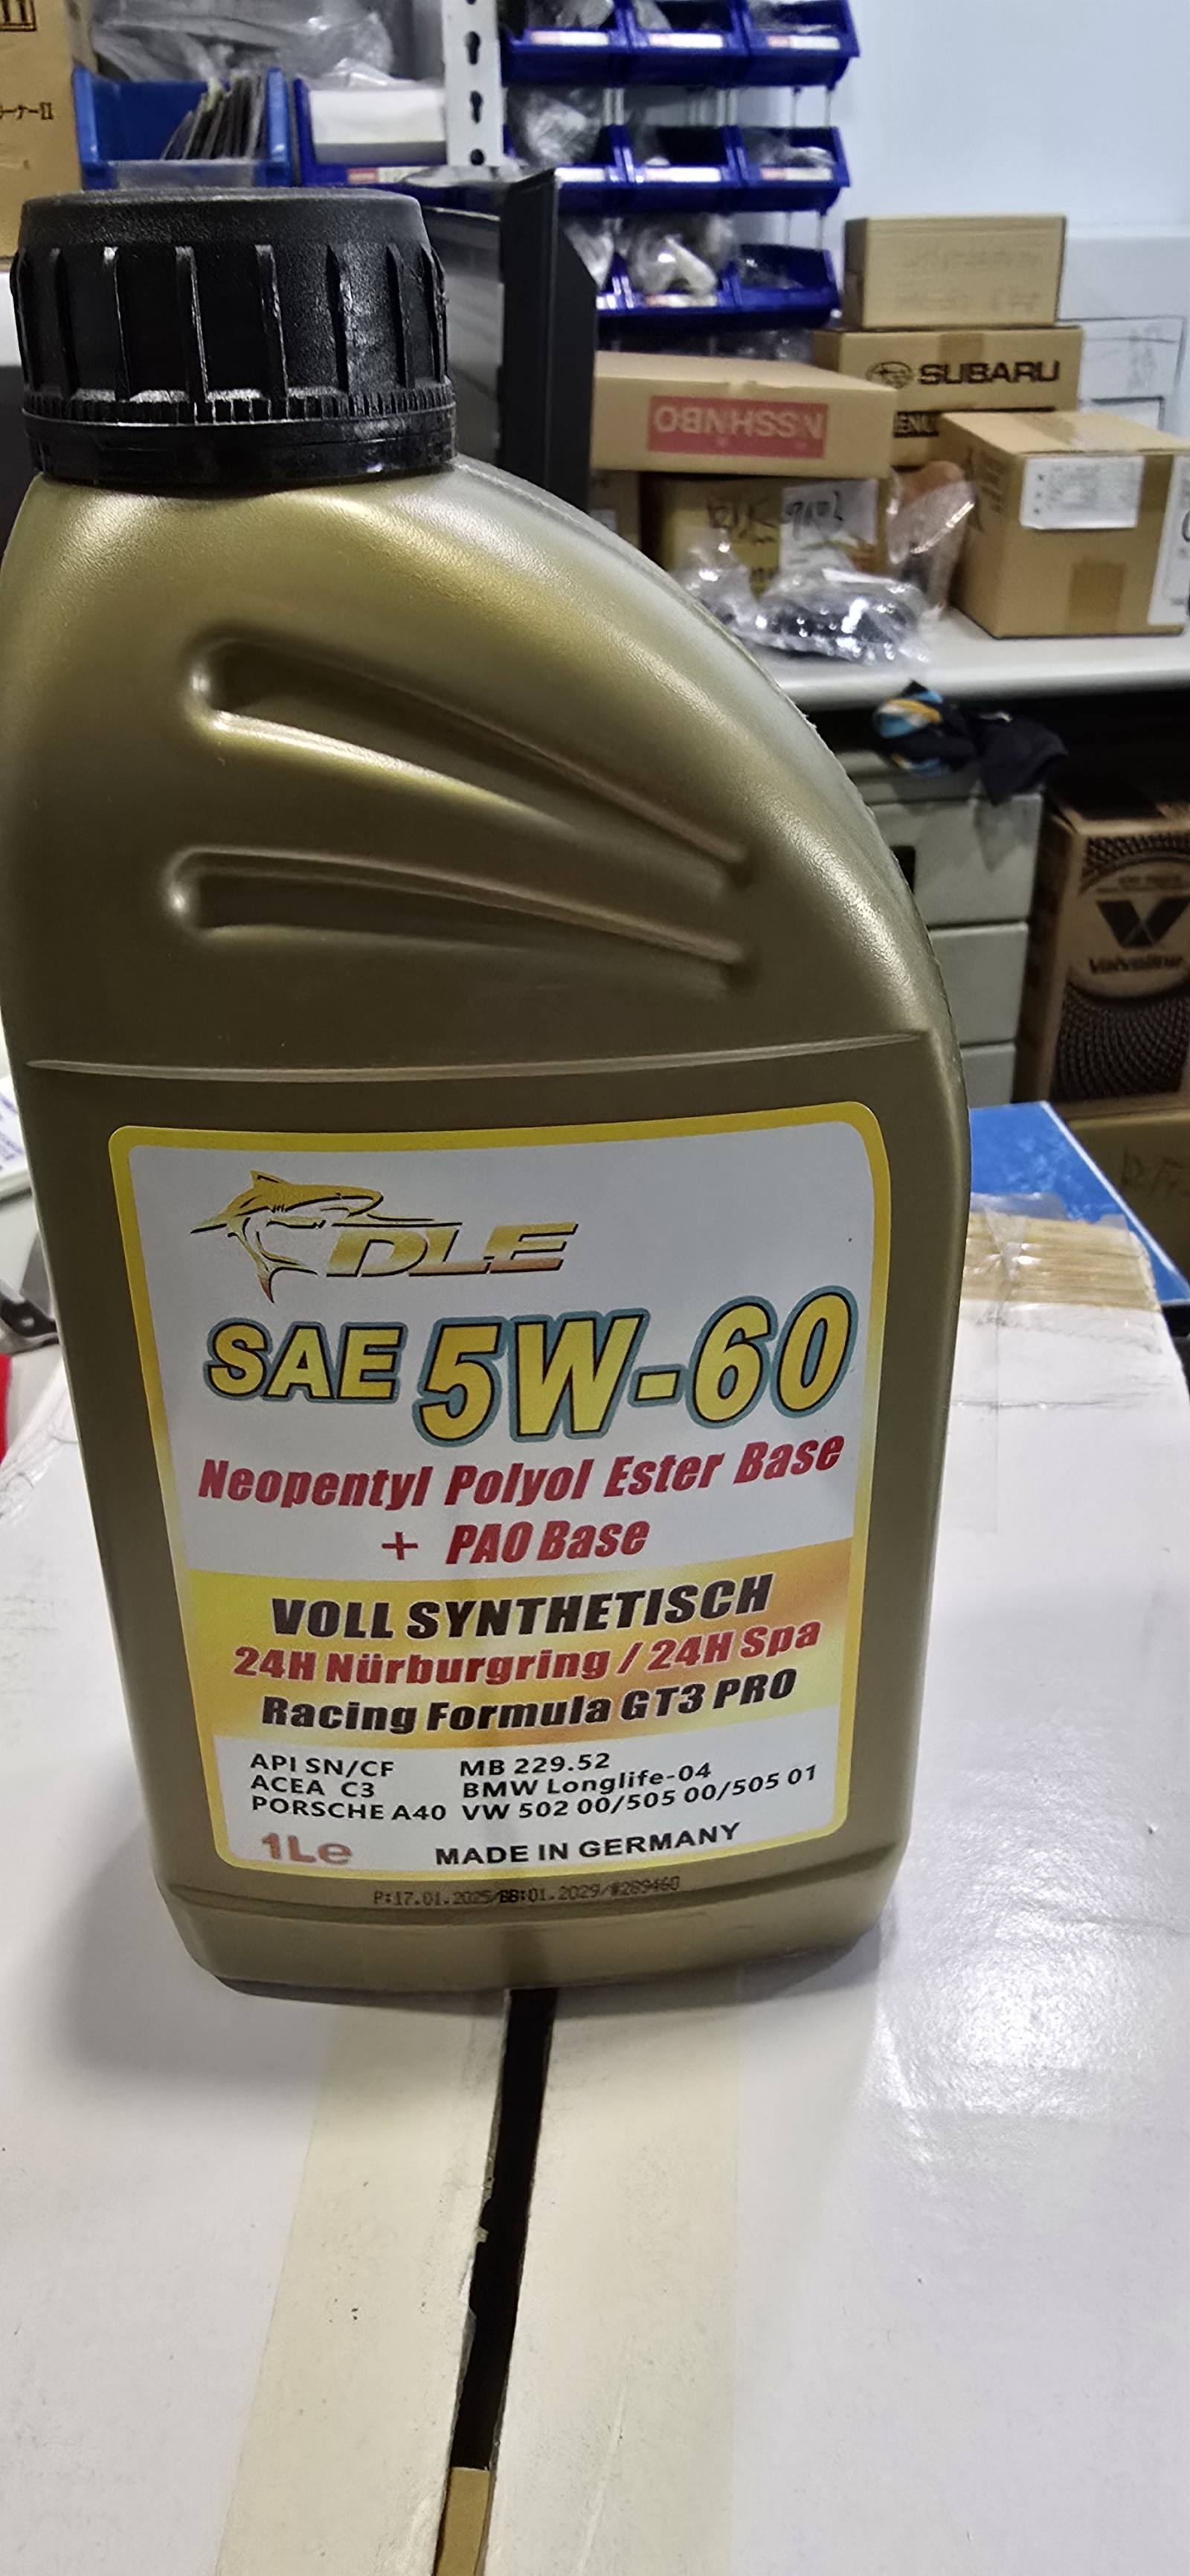 SUBARU
NISSHNBO
Valvoline
DLE
SAE 5W-60
Neopentyl Polyol Ester Base
+ PAO Base
VOLL SYNTHETISCH
24H Nürburgring / 24H Spa
Racing Formula GT3 PRO
API SN/CF MB 229.52
ACEA C3 BMW Longlife-04
PORSCHE A40 VW 502 00/505 00/505 01
1Le MADE IN GERMANY
P:17.01.2025/BB:01.2029/#289460